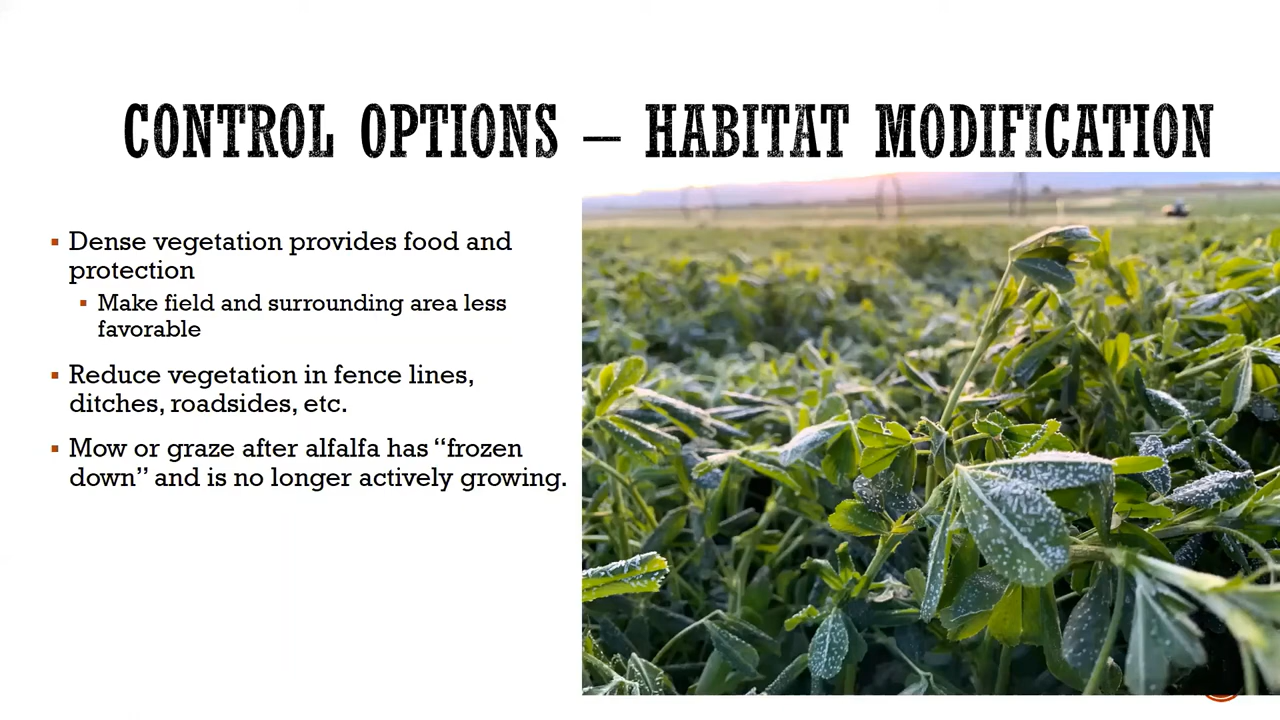 CONTROL OPTIONS – HABITAT MODIFICATION
▪ Dense vegetation provides food and
protection
▪ Make field and surrounding area less
favorable
▪ Reduce vegetation in fence lines,
ditches, roadsides, etc.
▪ Mow or graze after alfalfa has “frozen
down” and is no longer actively growing.